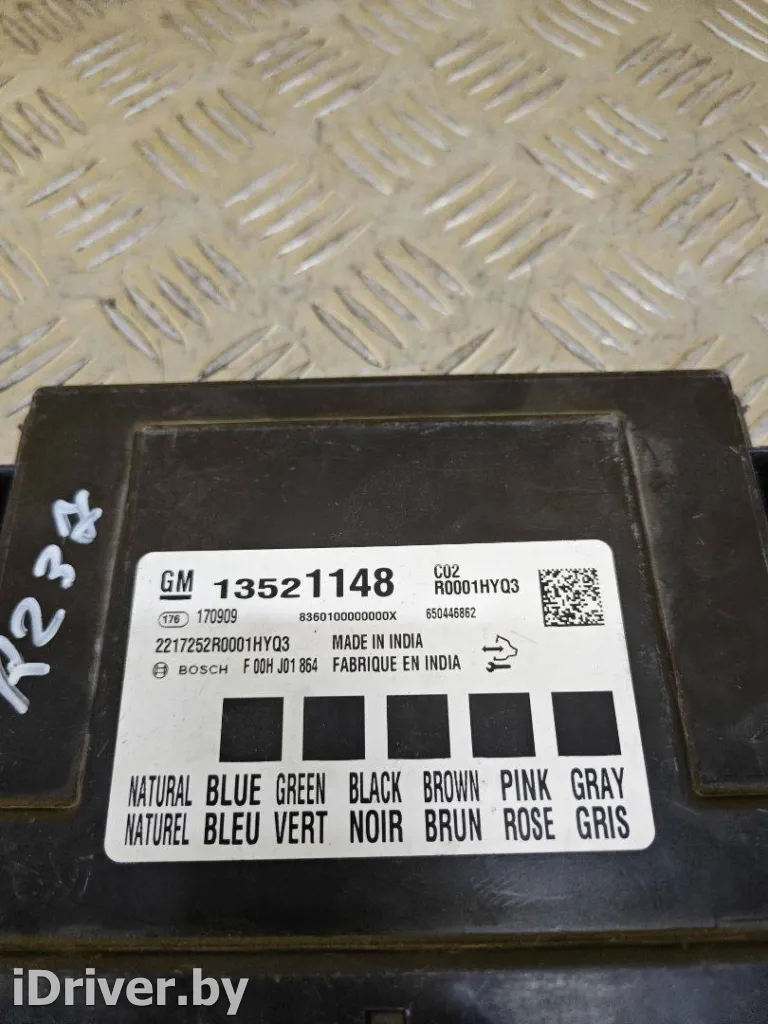 GM 13521148 C02
R0001HYQ3
176 170909 8360100000000X 650446862
2217252R0001HYQ3 MADE IN INDIA
BOSCH F 00H J01 864 FABRIQUE EN INDIA
NATURAL BLUE GREEN BLACK BROWN PINK GRAY
NATUREL BLEU VERT NOIR BRUN ROSE GRIS
R237
iDriver.by